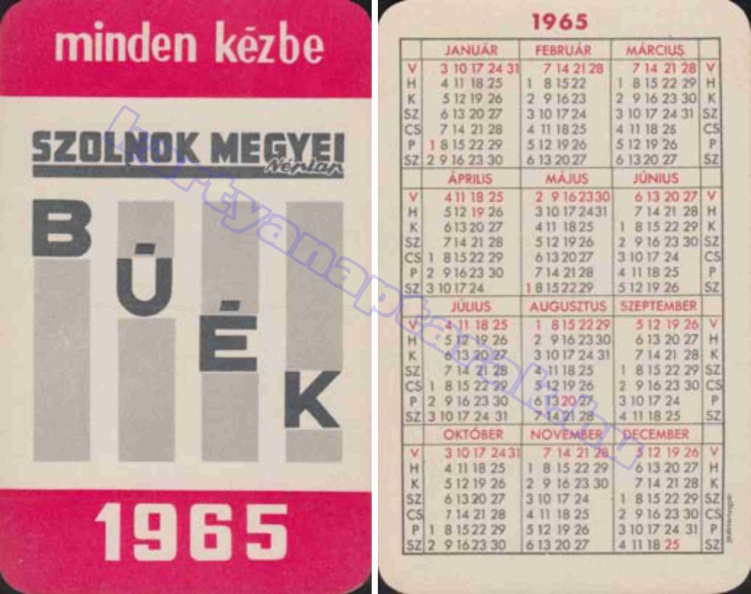 minden kézbe
SZOLNOK MEGYEI
Néplap
B
Ú
É
K
1965
1965
JANUÁR FEBRUÁR MÁRCIUS
V 3 10 17 24 31 7 14 21 28 7 14 21 28 V
H 4 11 18 25 1 8 15 22 1 8 15 22 29 H
K 5 12 19 26 2 9 16 23 2 9 16 23 30 K
SZ 6 13 20 27 3 10 17 24 3 10 17 24 31 SZ
CS 7 14 21 28 4 11 18 25 4 11 18 25 CS
P 1 8 15 22 29 5 12 19 26 5 12 19 26 P
SZ 2 9 16 23 30 6 13 20 27 6 13 20 27 SZ
ÁPRILIS MÁJUS JÚNIUS
V 4 11 18 25 2 9 16 23 30 6 13 20 27 V
H 5 12 19 26 3 10 17 24 31 7 14 21 28 H
K 6 13 20 27 4 11 18 25 1 8 15 22 29 K
SZ 7 14 21 28 5 12 19 26 2 9 16 23 30 SZ
CS 1 8 15 22 29 6 13 20 27 3 10 17 24 CS
P 2 9 16 23 30 7 14 21 28 4 11 18 25 P
SZ 3 10 17 24 1 8 15 22 29 5 12 19 26 SZ
JÚLIUS AUGUSZTUS SZEPTEMBER
V 4 11 18 25 1 8 15 22 29 5 12 19 26 V
H 5 12 19 26 2 9 16 23 30 6 13 20 27 H
K 6 13 20 27 3 10 17 24 31 7 14 21 28 K
SZ 7 14 21 28 4 11 18 25 1 8 15 22 29 SZ
CS 1 8 15 22 29 5 12 19 26 2 9 16 23 30 CS
P 2 9 16 23 30 6 13 20 27 3 10 17 24 P
SZ 3 10 17 24 31 7 14 21 28 4 11 18 25 SZ
OKTÓBER NOVEMBER DECEMBER
V 3 10 17 24 31 7 14 21 28 5 12 19 26 V
H 4 11 18 25 1 8 15 22 29 6 13 20 27 H
K 5 12 19 26 2 9 16 23 30 7 14 21 28 K
SZ 6 13 20 27 3 10 17 24 1 8 15 22 29 SZ
CS 7 14 21 28 4 11 18 25 2 9 16 23 30 CS
P 1 8 15 22 29 5 12 19 26 3 10 17 24 31 P
SZ 2 9 16 23 30 6 13 20 27 4 11 18 25 SZ
kartyanaptarak.hu